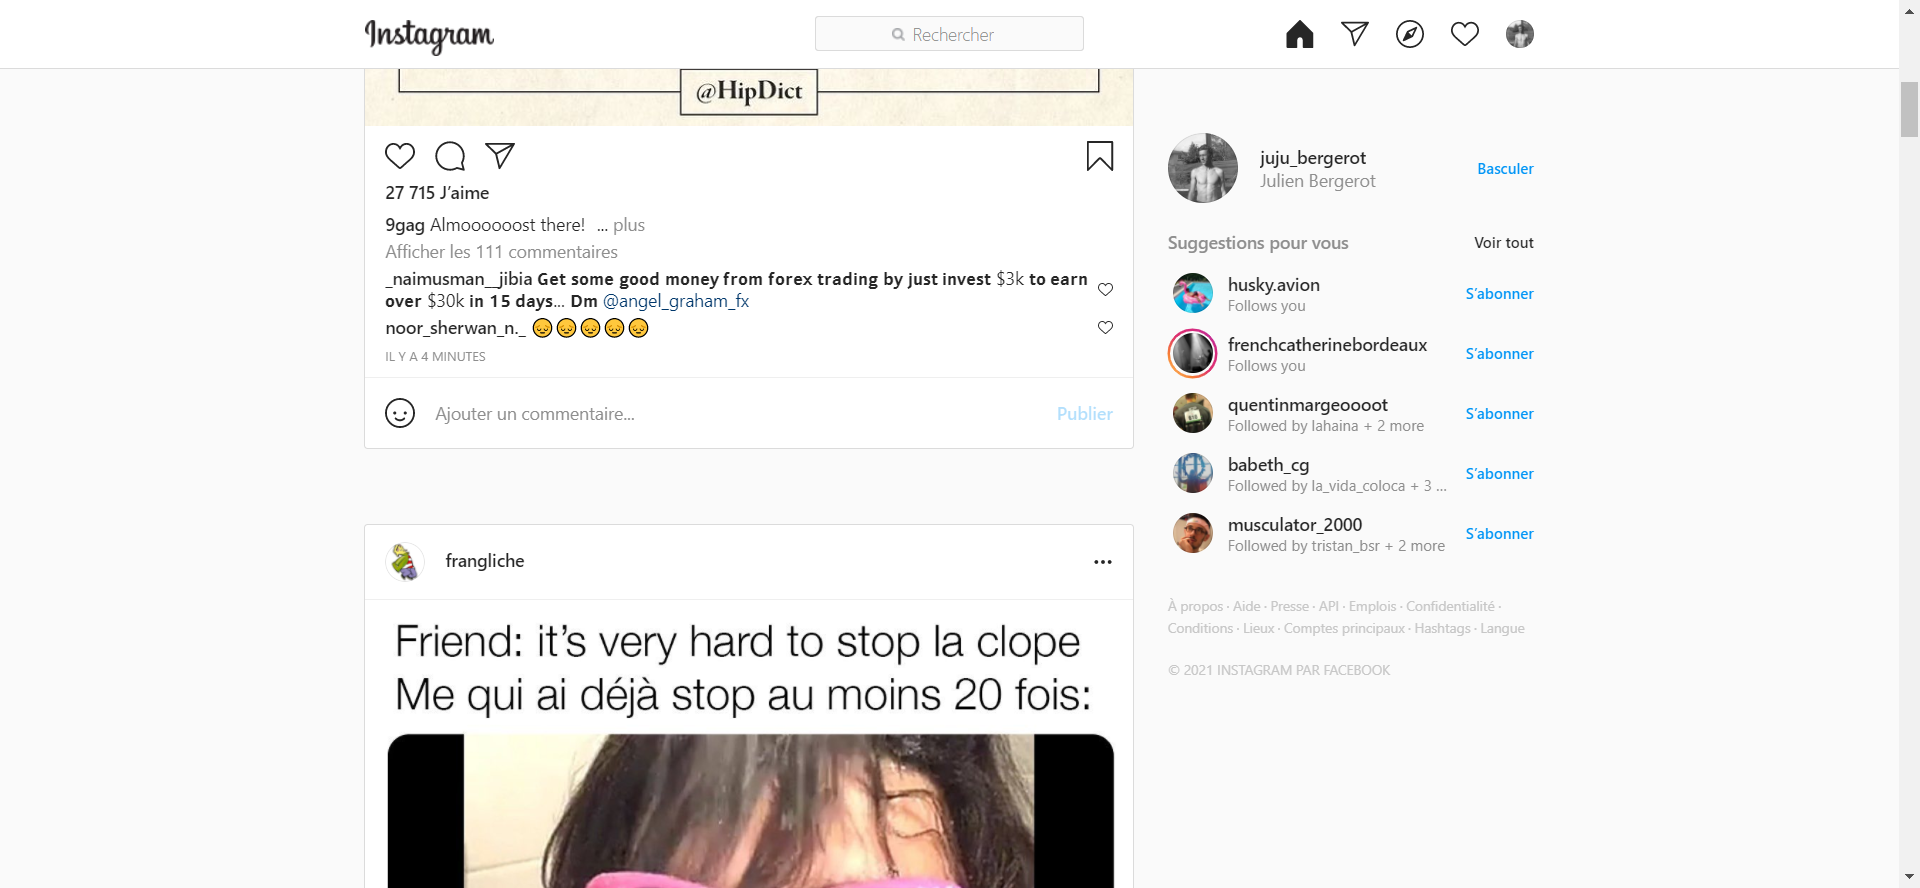 Instagram
Rechercher
@HipDict
27 715 J’aime
9gag Almoooooost there! ... plus
Afficher les 111 commentaires
_naimusman__jibia Get some good money from forex trading by just invest $3k to earn
over $30k in 15 days... Dm @angel_graham_fx
noor_sherwan_n._ 😔😔😔😔😔
IL Y A 4 MINUTES
Ajouter un commentaire... Publier
frangliche
Friend: it’s very hard to stop la clope
Me qui ai déjà stop au moins 20 fois:
juju_bergerot
Julien Bergerot
Basculer
Suggestions pour vous Voir tout
husky.avion
Follows you
S’abonner
frenchcatherinebordeaux
Follows you
S’abonner
quentinmargeoooot
Followed by lahaina + 2 more
S’abonner
babeth_cg
Followed by la_vida_coloca + 3 ...
S’abonner
musculator_2000
Followed by tristan_bsr + 2 more
S’abonner
À propos · Aide · Presse · API · Emplois · Confidentialité ·
Conditions · Lieux · Comptes principaux · Hashtags · Langue
© 2021 INSTAGRAM PAR FACEBOOK